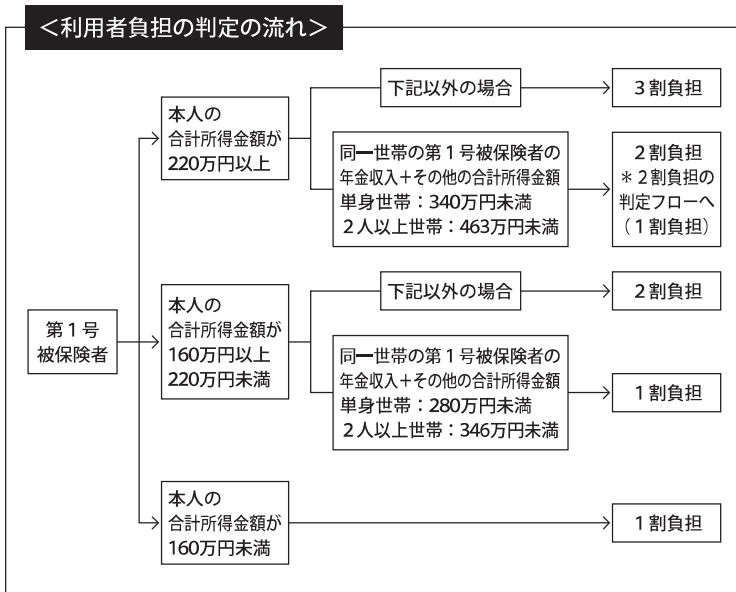 ＜利用者負担の判定の流れ＞
第１号
被保険者
本人の
合計所得金額が
220万円以上
下記以外の場合
３割負担
同一世帯の第１号被保険者の
年金収入＋その他の合計所得金額
単身世帯：340万円未満
２人以上世帯：463万円未満
２割負担
＊２割負担の
判定フローへ
（１割負担）
本人の
合計所得金額が
160万円以上
220万円未満
下記以外の場合
２割負担
同一世帯の第１号被保険者の
年金収入＋その他の合計所得金額
単身世帯：280万円未満
２人以上世帯：346万円未満
１割負担
本人の
合計所得金額が
160万円未満
１割負担